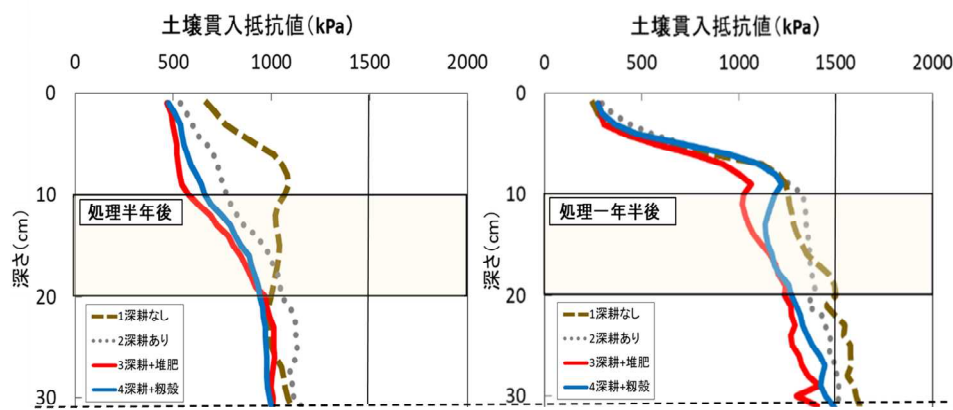 土壌貫入抵抗値(kPa)
0 500 1000 1500 2000
0
10
20
30
深さ(cm)
処理半年後
1深耕なし
2深耕あり
3深耕+堆肥
4深耕+籾殻
土壌貫入抵抗値(kPa)
0 500 1000 1500 2000
0
10
20
30
深さ(cm)
処理一年半後
1深耕なし
2深耕あり
3深耕+堆肥
4深耕+籾殻